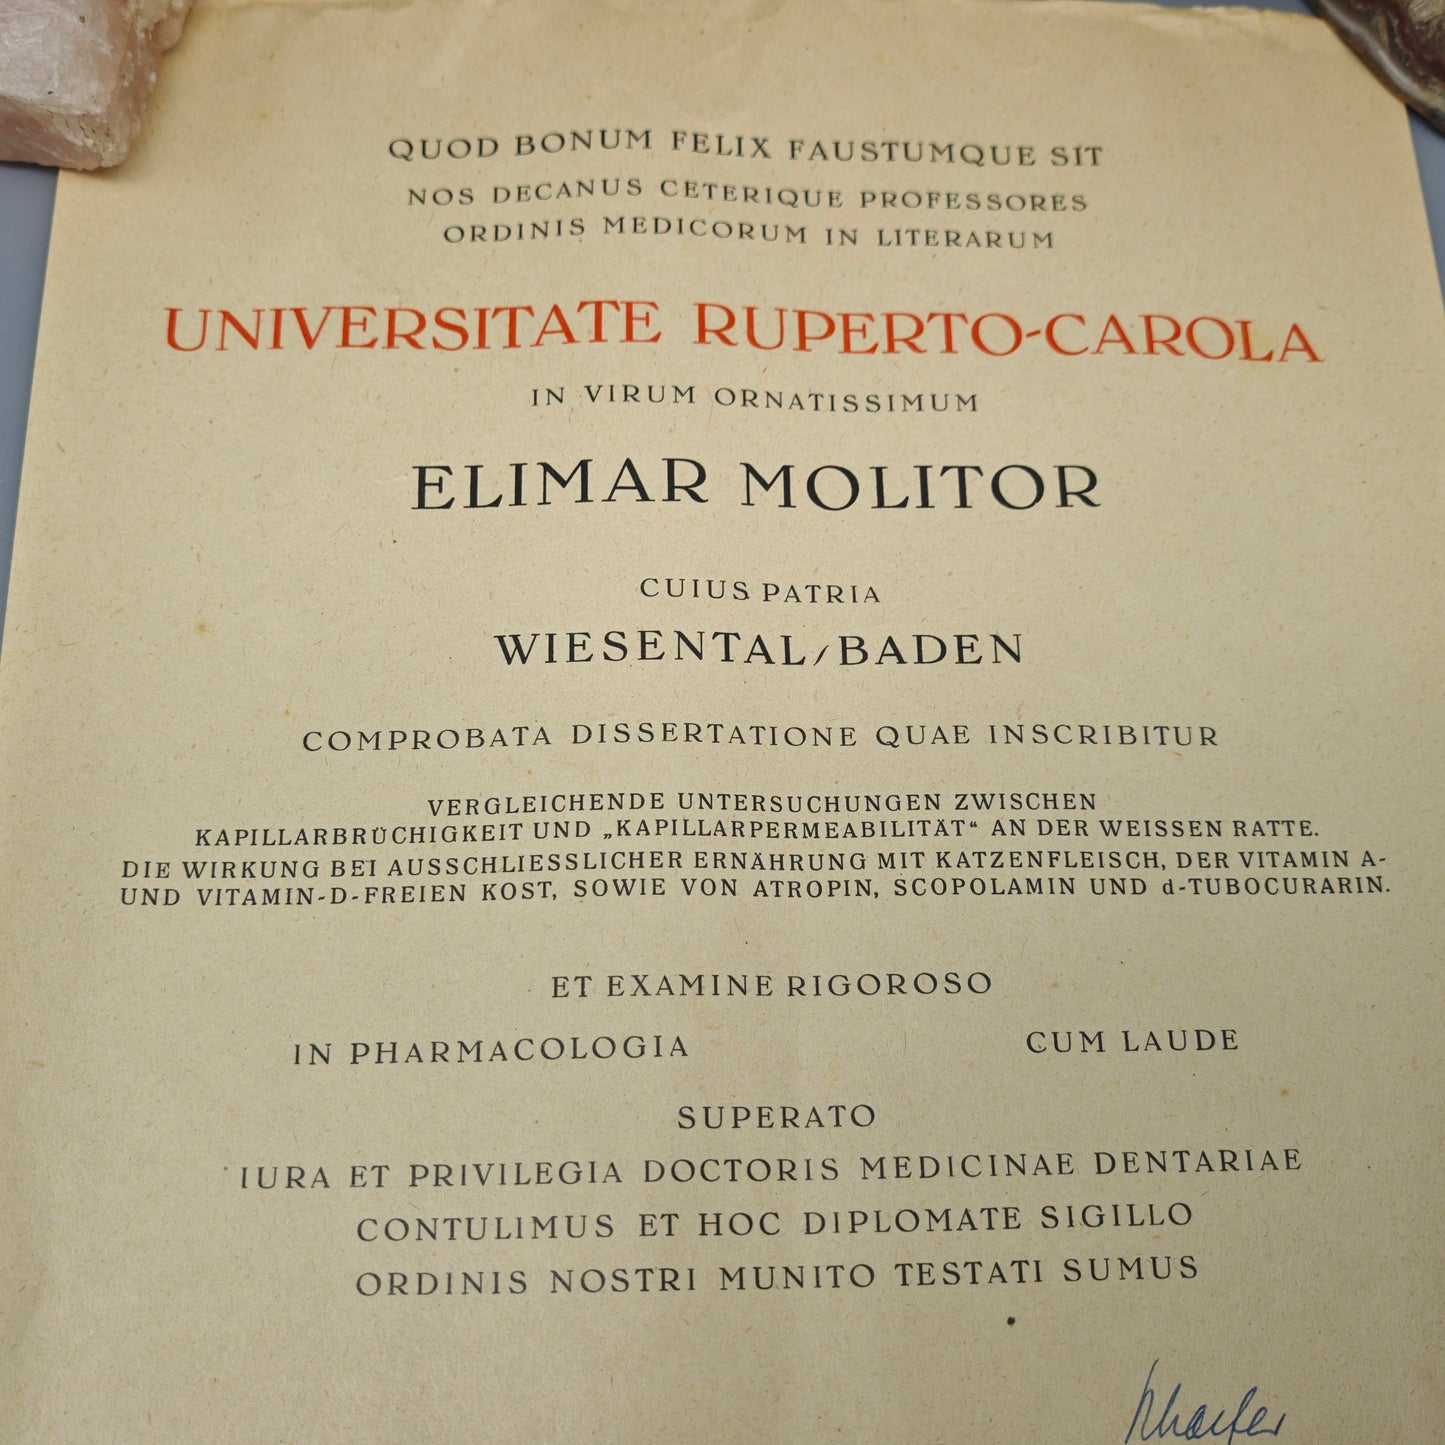 QUOD BONUM FELIX FAUSTUMQUE SIT
NOS DECANUS CETERIQUE PROFESSORES
ORDINIS MEDICORUM IN LITERARUM
UNIVERSITATE RUPERTO-CAROLA
IN VIRUM ORNATISSIMUM
ELIMAR MOLITOR
CUIUS PATRIA
WIESENTAL/BADEN
COMPROBATA DISSERTATIONE QUAE INSCRIBITUR
VERGLEICHENDE UNTERSUCHUNGEN ZWISCHEN
KAPILLARBRÜCHIGKEIT UND „KAPILLARPERMEABILITÄT“ AN DER WEISSEN RATTE.
DIE WIRKUNG BEI AUSSCHLIESSLICHER ERNÄHRUNG MIT KATZENFLEISCH, DER VITAMIN A-
UND VITAMIN-D-FREIEN KOST, SOWIE VON ATROPIN, SCOPOLAMIN UND d-TUBOCURARIN.
ET EXAMINE RIGOROSO
IN PHARMACOLOGIA CUM LAUDE
SUPERATO
IURA ET PRIVILEGIA DOCTORIS MEDICINAE DENTARIAE
CONTULIMUS ET HOC DIPLOMATE SIGILLO
ORDINIS NOSTRI MUNITO TESTATI SUMUS